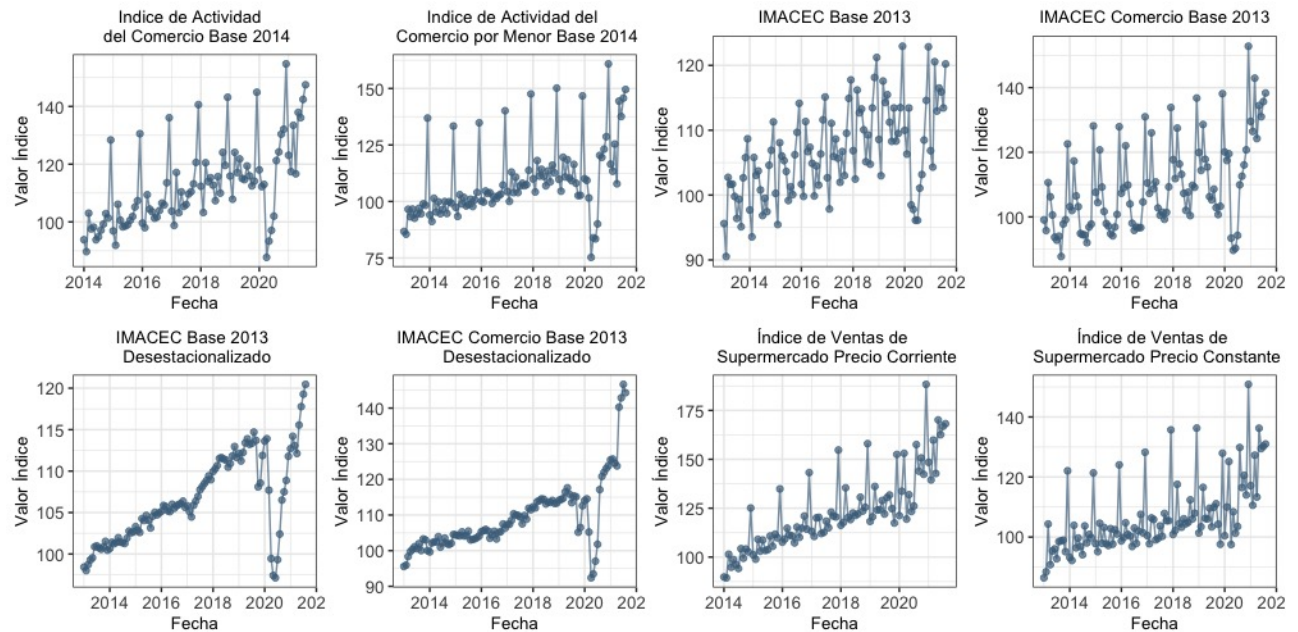 Indice de Actividad
del Comercio Base 2014
Valor Índice
140
120
100
2014
2016
2018
2020
Fecha
Indice de Actividad del
Comercio por Menor Base 2014
Valor Índice
150
125
100
75
2014
2016
2018
2020
Fecha
IMACEC Base 2013
Valor Índice
120
110
100
90
2014
2016
2018
2020
202
Fecha
IMACEC Comercio Base 2013
Valor Índice
140
120
100
2014
2016
2018
2020
202
Fecha
IMACEC Base 2013
Desestacionalizado
Valor Índice
120
115
110
105
100
2014
2016
2018
2020
202
Fecha
IMACEC Comercio Base 2013
Desestacionalizado
Valor Índice
140
130
120
110
100
90
2014
2016
2018
2020
202
Fecha
Índice de Ventas de
Supermercado Precio Corriente
Valor Índice
175
150
125
100
2014
2016
2018
2020
Fecha
Índice de Ventas de
Supermercado Precio Constante
Valor Índice
140
120
100
2014
2016
2018
2020
202
Fecha